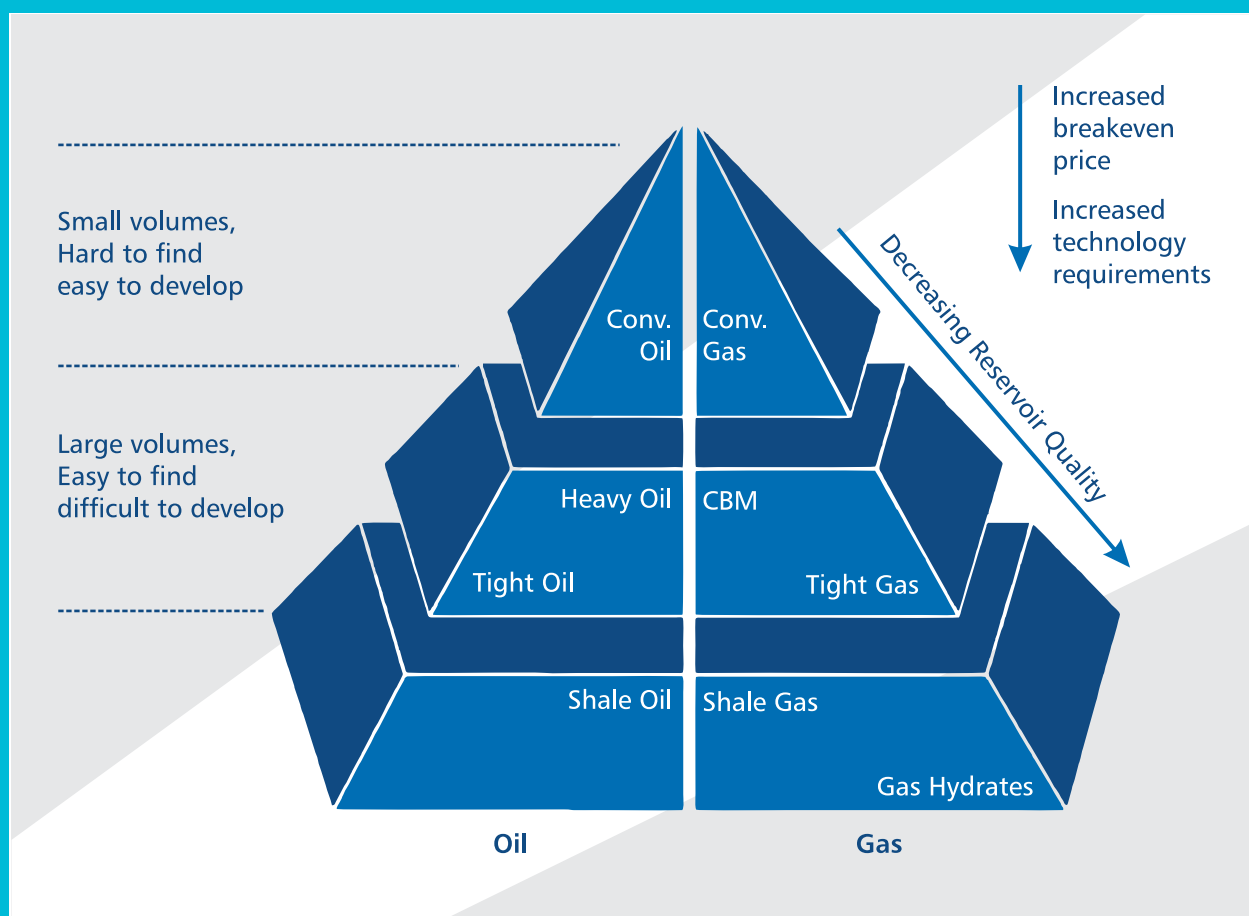 Increased
breakeven
price
Increased
technology
requirements
Decreasing Reservoir Quality
Small volumes,
Hard to find
easy to develop
Large volumes,
Easy to find
difficult to develop
Conv.
Oil
Conv.
Gas
Heavy Oil
CBM
Tight Oil
Tight Gas
Shale Oil
Shale Gas
Gas Hydrates
Oil
Gas